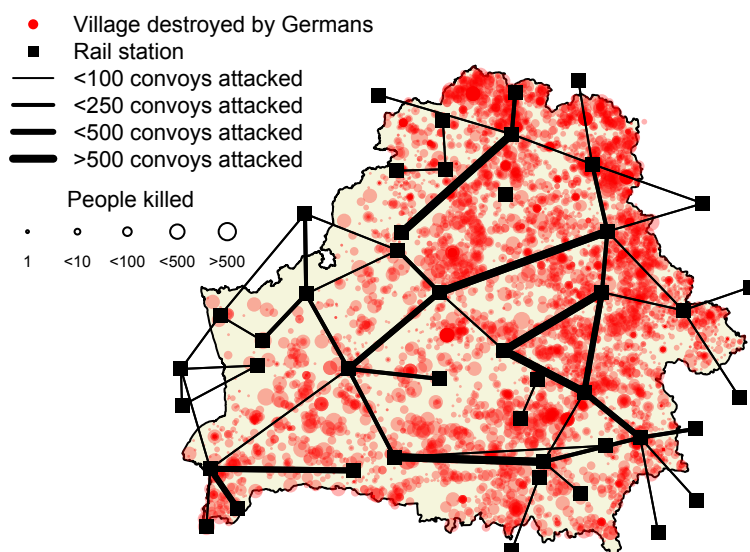 Village destroyed by Germans
Rail station
<100 convoys attacked
<250 convoys attacked
<500 convoys attacked
>500 convoys attacked
People killed
1 <10 <100 <500 >500